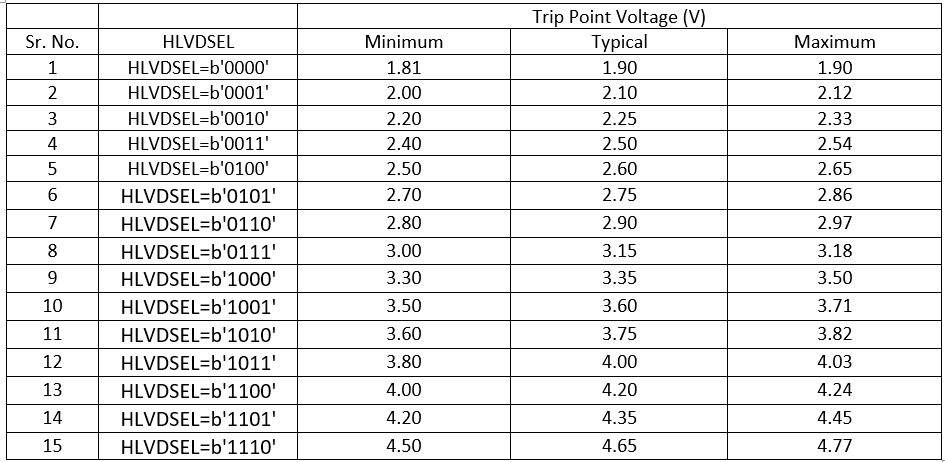 Trip Point Voltage (V)
Sr. No. HLVDSEL Minimum Typical Maximum
1 HLVDSEL=b'0000' 1.81 1.90 1.90
2 HLVDSEL=b'0001' 2.00 2.10 2.12
3 HLVDSEL=b'0010' 2.20 2.25 2.33
4 HLVDSEL=b'0011' 2.40 2.50 2.54
5 HLVDSEL=b'0100' 2.50 2.60 2.65
6 HLVDSEL=b'0101' 2.70 2.75 2.86
7 HLVDSEL=b'0110' 2.80 2.90 2.97
8 HLVDSEL=b'0111' 3.00 3.15 3.18
9 HLVDSEL=b'1000' 3.30 3.35 3.50
10 HLVDSEL=b'1001' 3.50 3.60 3.71
11 HLVDSEL=b'1010' 3.60 3.75 3.82
12 HLVDSEL=b'1011' 3.80 4.00 4.03
13 HLVDSEL=b'1100' 4.00 4.20 4.24
14 HLVDSEL=b'1101' 4.20 4.35 4.45
15 HLVDSEL=b'1110' 4.50 4.65 4.77